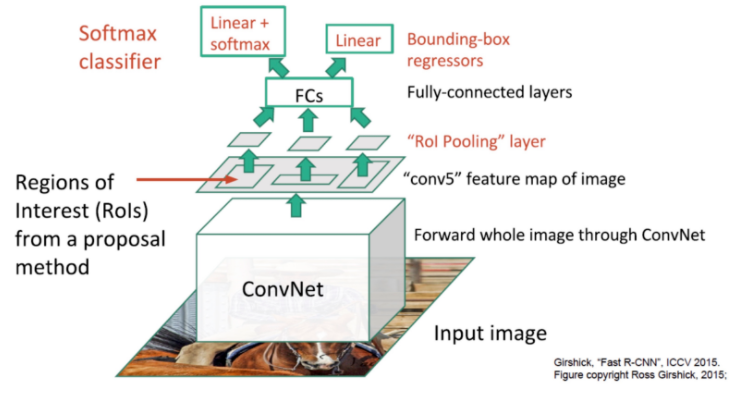 Softmax
classifier
Linear +
softmax
Linear
Bounding-box
regressors
FCs
Fully-connected layers
"RoI Pooling" layer
Regions of
Interest (RoIs)
from a proposal
method
"conv5" feature map of image
Forward whole image through ConvNet
ConvNet
Input image
Girshick, "Fast R-CNN", ICCV 2015.
Figure copyright Ross Girshick, 2015;